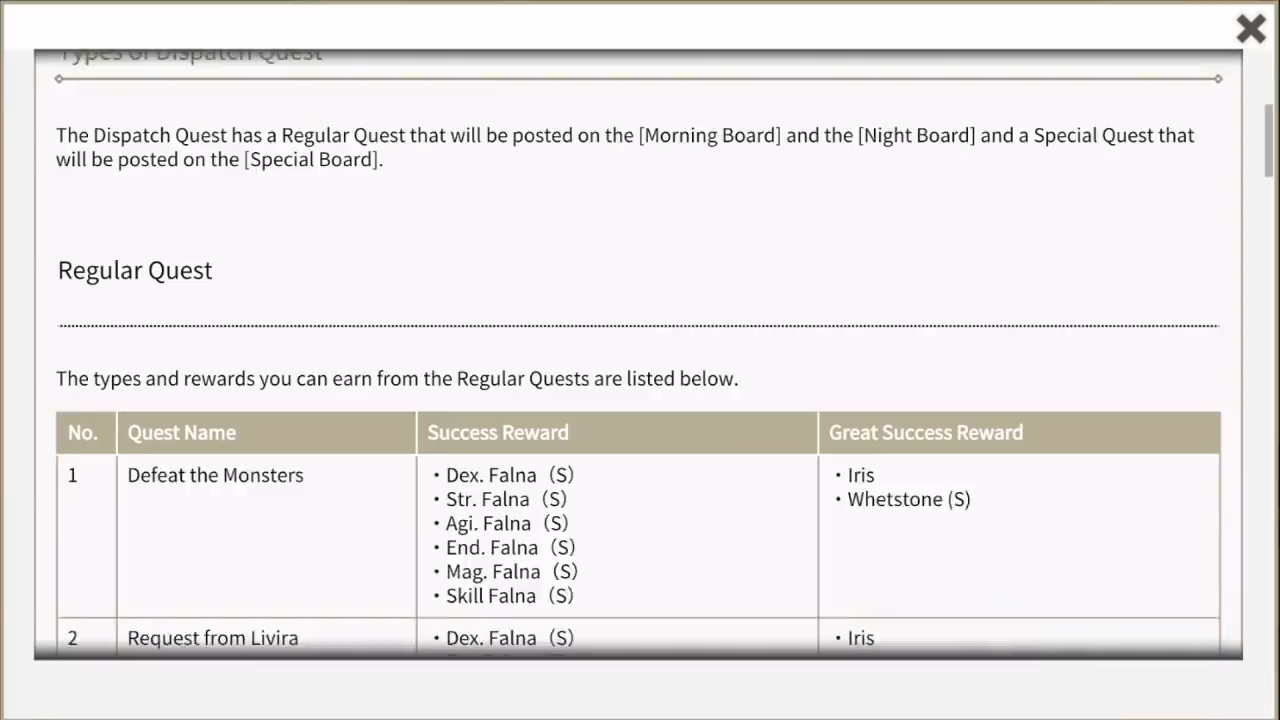 Types of Dispatch Quest
The Dispatch Quest has a Regular Quest that will be posted on the [Morning Board] and the [Night Board] and a Special Quest that
will be posted on the [Special Board].
Regular Quest
The types and rewards you can earn from the Regular Quests are listed below.
No. Quest Name Success Reward Great Success Reward
1 Defeat the Monsters ・Dex. Falna（S） ・Iris
・Str. Falna（S） ・Whetstone (S)
・Agi. Falna（S）
・End. Falna（S）
・Mag. Falna（S）
・Skill Falna（S）
2 Request from Livira ・Dex. Falna（S） ・Iris